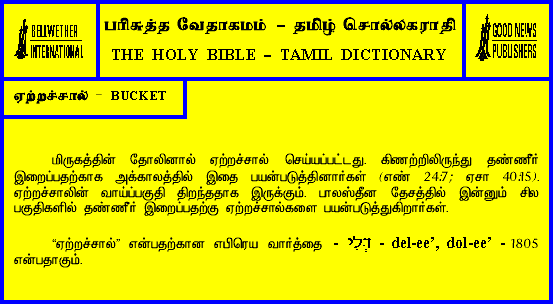 BELLWETHER
INTERNATIONAL
பரிசுத்த வேதாகமம் – தமிழ் சொல்லகராதி
THE HOLY BIBLE – TAMIL DICTIONARY
GOOD NEWS
PUBLISHERS
ஏற்றச்சால் – BUCKET
மிருகத்தின் தோலினால் ஏற்றச்சால் செய்யப்பட்டது. கிணற்றிலிருந்து தண்ணீர்
இறைப்பதற்காக அக்காலத்தில் இதை பயன்படுத்தினார்கள் (எண் 24:7; ஏசா 40:15).
ஏற்றச்சாலின் வாய்ப்பகுதி திறந்ததாக இருக்கும். பாலஸ்தீன தேசத்தில் இன்னும் சில
பகுதிகளில் தண்ணீர் இறைப்பதற்கு ஏற்றச்சால்களை பயன்படுத்துகிறார்கள்.
“ஏற்றச்சால்” என்பதற்கான எபிரெய வார்த்தை - דְּלִי - del-ee’, dol-ee’ - 1805
என்பதாகும்.